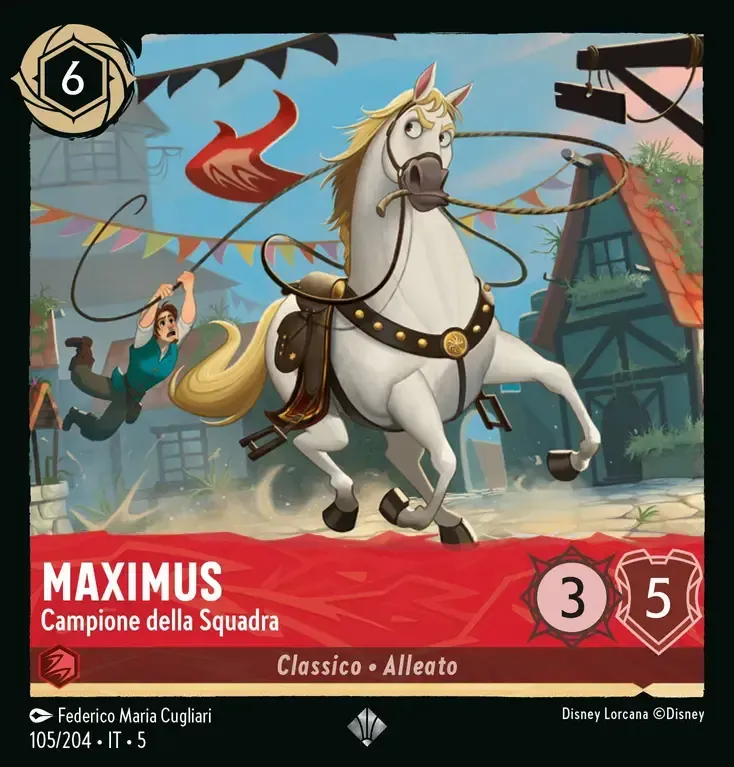 6
MAXIMUS
Campione della Squadra
3
5
Classico • Alleato
Federico Maria Cugliari
Disney Lorcana ©Disney
105/204 • IT • 5